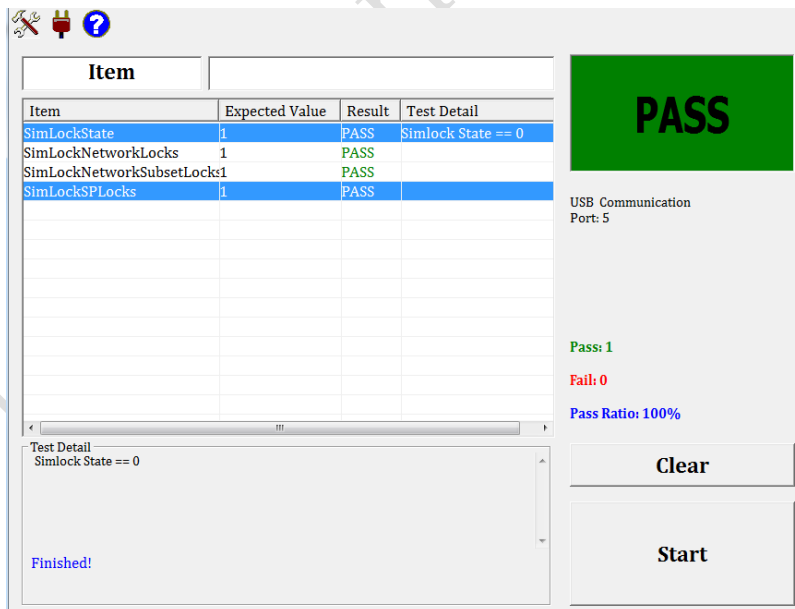 Item
Item Expected Value Result Test Detail
SimLockState 1 PASS Simlock State == 0
SimLockNetworkLocks 1 PASS
SimLockNetworkSubsetLocks 1 PASS
SimLockSPLocks 1 PASS
Test Detail
Simlock State == 0
Finished!
PASS
USB Communication
Port: 5
Pass: 1
Fail: 0
Pass Ratio: 100%
Clear
Start